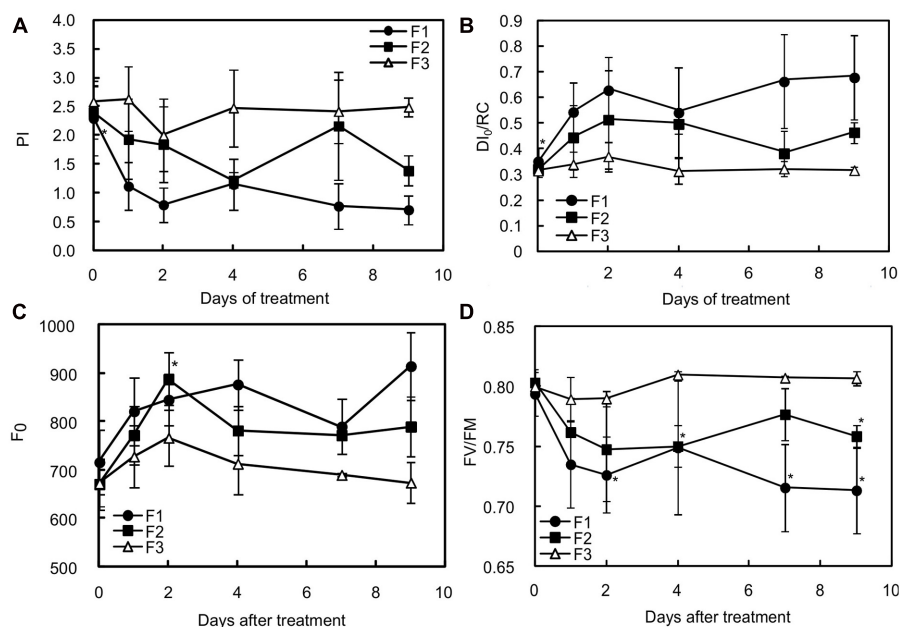 A
4.0
3.5
3.0
2.5
2.0
1.5
1.0
0.5
0.0
PI
*
F1
F2
F3
0 2 4 6 8 10
Days of treatment
B
0.9
0.8
0.7
0.6
0.5
0.4
0.3
0.2
0.1
0
DI0/RC
*
F1
F2
F3
0 2 4 6 8 10
Days of treatment
C
1000
900
800
700
600
500
F0
*
F1
F2
F3
0 2 4 6 8 10
Days after treatment
D
0.85
0.80
0.75
0.70
0.65
FV/FM
* * * * *
F1
F2
F3
0 2 4 6 8 10
Days after treatment